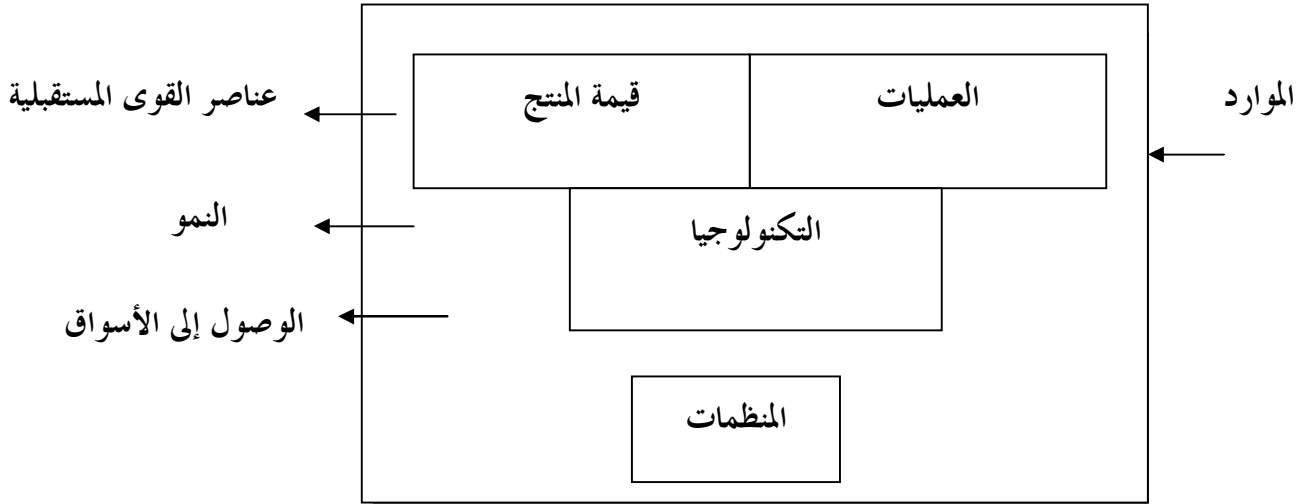 الموارد
العمليات
قيمة المنتج
عناصر القوى المستقبلية
التكنولوجيا
النمو
الوصول إلى الأسواق
المنظمات